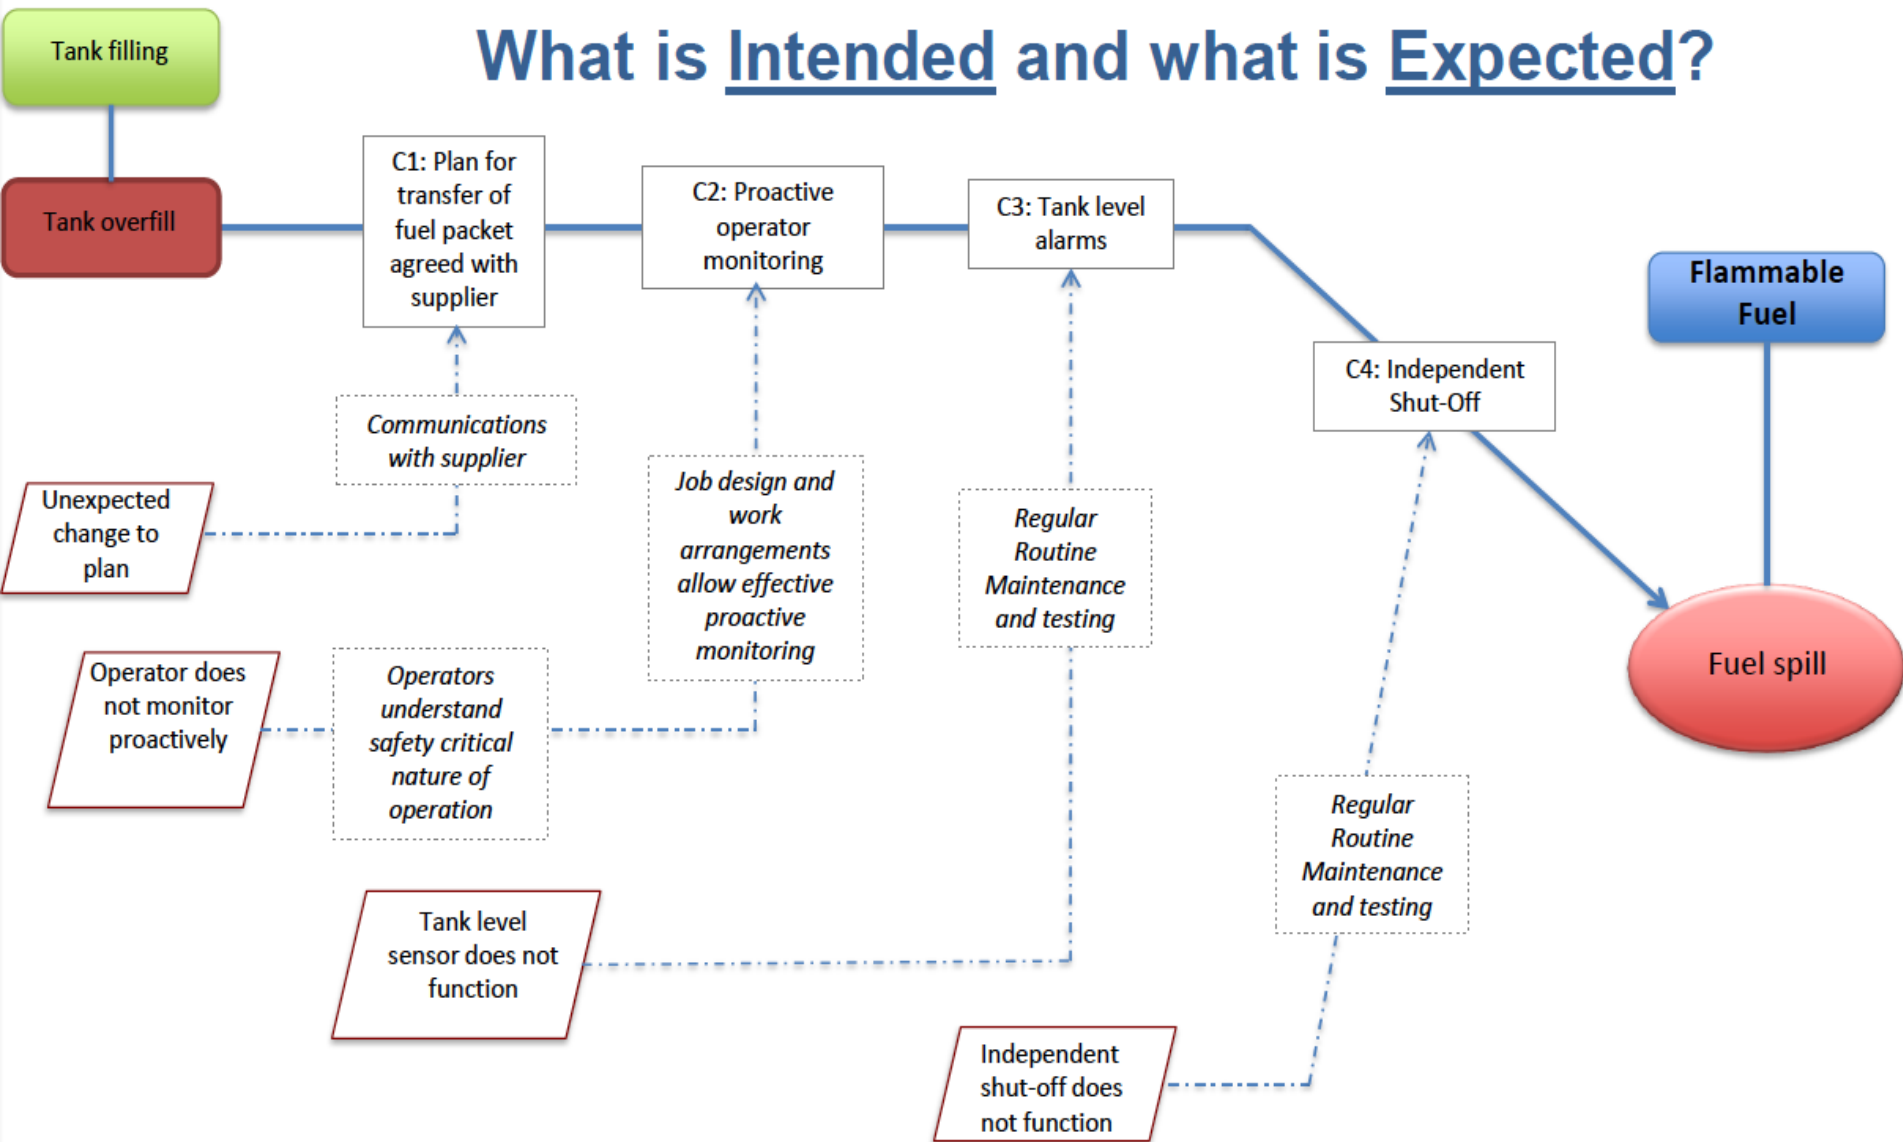 What is Intended and what is Expected?
Tank filling
Tank overfill
C1: Plan for
transfer of
fuel packet
agreed with
supplier
C2: Proactive
operator
monitoring
C3: Tank level
alarms
C4: Independent
Shut-Off
Flammable
Fuel
Fuel spill
Communications
with supplier
Unexpected
change to
plan
Job design and
work
arrangements
allow effective
proactive
monitoring
Regular
Routine
Maintenance
and testing
Operator does
not monitor
proactively
Operators
understand
safety critical
nature of
operation
Regular
Routine
Maintenance
and testing
Tank level
sensor does not
function
Independent
shut-off does
not function